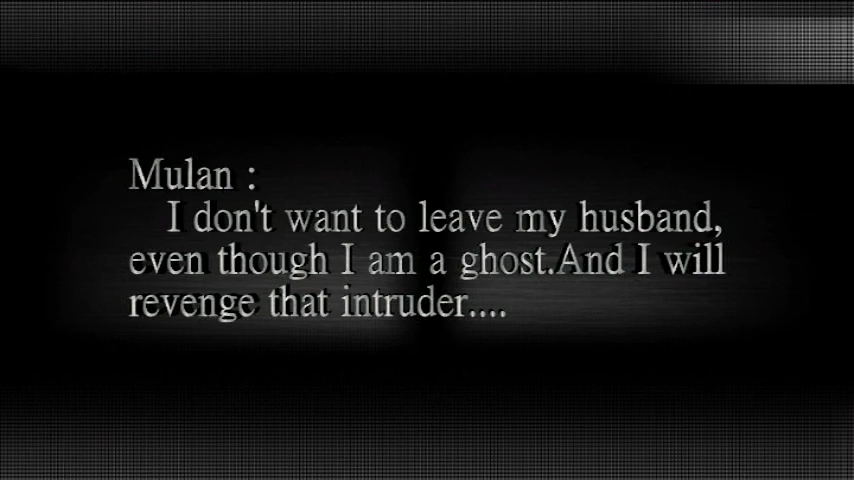 Mulan :
I don't want to leave my husband,
even though I am a ghost.And I will
revenge that intruder....